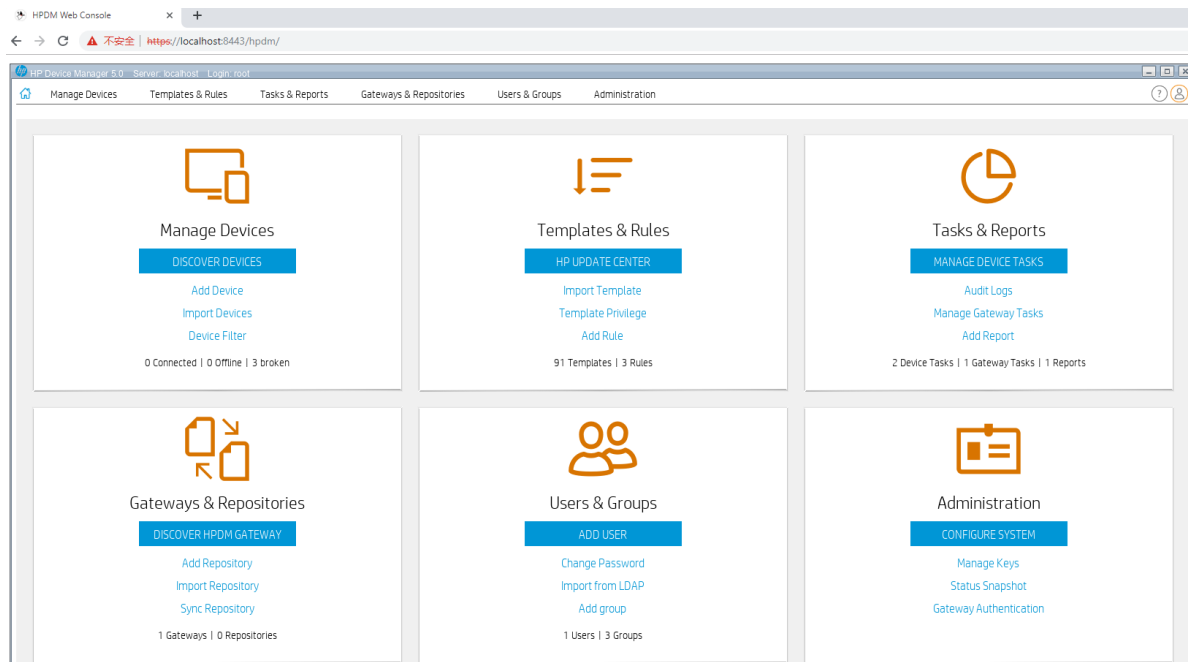 HPDM Web Console
不安全 | https://localhost:8443/hpdm/
HP Device Manager 5.0 Server: localhost Login: root
Manage Devices Templates & Rules Tasks & Reports Gateways & Repositories Users & Groups Administration
Manage Devices
DISCOVER DEVICES
Add Device
Import Devices
Device Filter
0 Connected | 0 Offline | 3 broken
Templates & Rules
HP UPDATE CENTER
Import Template
Template Privilege
Add Rule
91 Templates | 3 Rules
Tasks & Reports
MANAGE DEVICE TASKS
Audit Logs
Manage Gateway Tasks
Add Report
2 Device Tasks | 1 Gateway Tasks | 1 Reports
Gateways & Repositories
DISCOVER HPDM GATEWAY
Add Repository
Import Repository
Sync Repository
1 Gateways | 0 Repositories
Users & Groups
ADD USER
Change Password
Import from LDAP
Add group
1 Users | 3 Groups
Administration
CONFIGURE SYSTEM
Manage Keys
Status Snapshot
Gateway Authentication